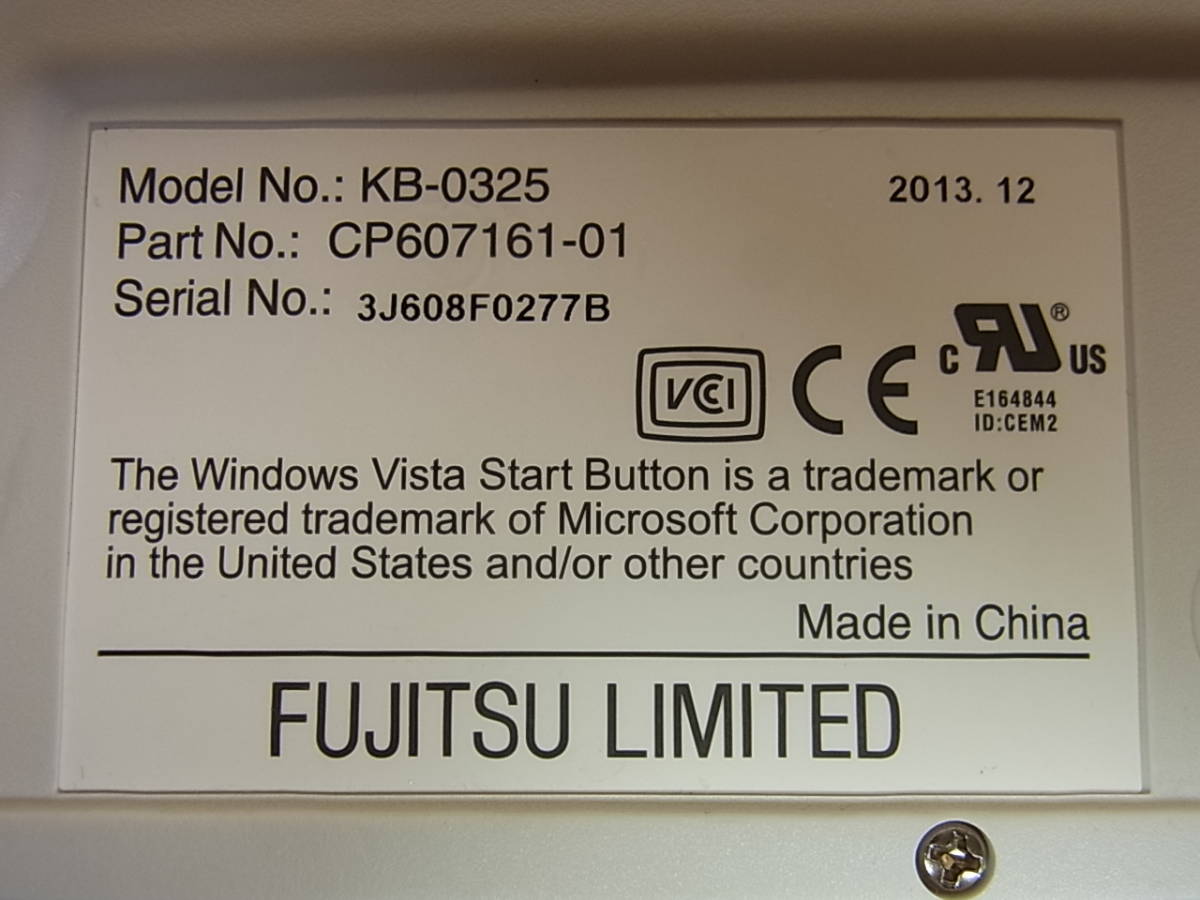 Model No.: KB-0325
2013. 12
Part No.: CP607161-01
Serial No.: 3J608F0277B
VCCI
CE
c RU ® US
E164844
ID:CEM2
The Windows Vista Start Button is a trademark or
registered trademark of Microsoft Corporation
in the United States and/or other countries
Made in China
FUJITSU LIMITED